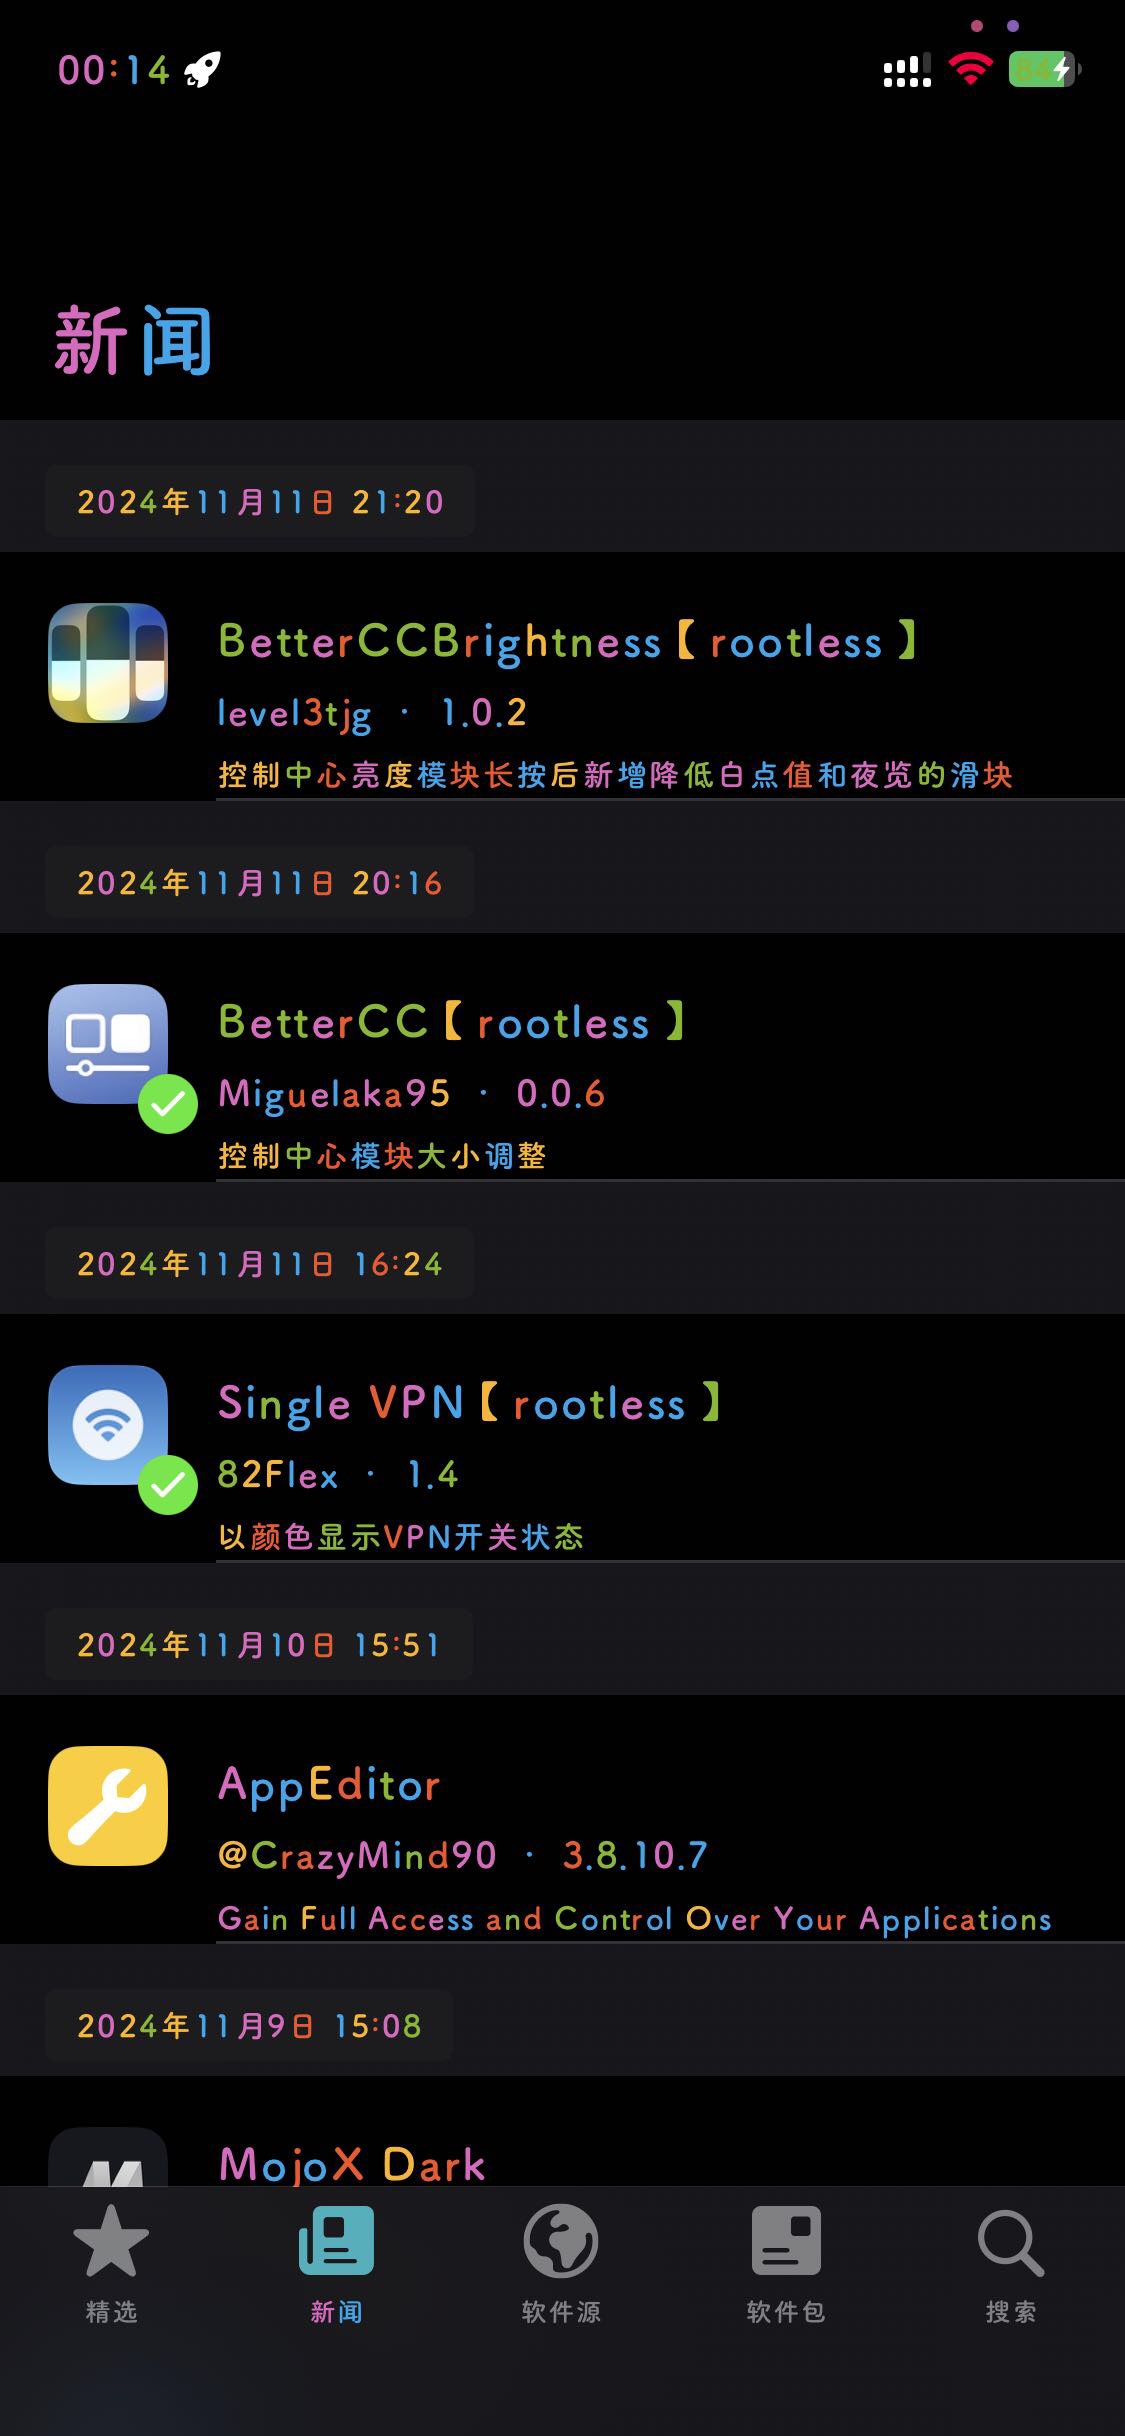 00:14
84
新闻
2024年11月11日 21:20
BetterCCBrightness【rootless】
level3tjg · 1.0.2
控制中心亮度模块长按后新增降低白点值和夜览的滑块
2024年11月11日 20:16
BetterCC【rootless】
Miguelaka95 · 0.0.6
控制中心模块大小调整
2024年11月11日 16:24
Single VPN【rootless】
82Flex · 1.4
以颜色显示VPN开关状态
2024年11月10日 15:51
AppEditor
@CrazyMind90 · 3.8.10.7
Gain Full Access and Control Over Your Applications
2024年11月9日 15:08
MojoX Dark
精选 新闻 软件源 软件包 搜索